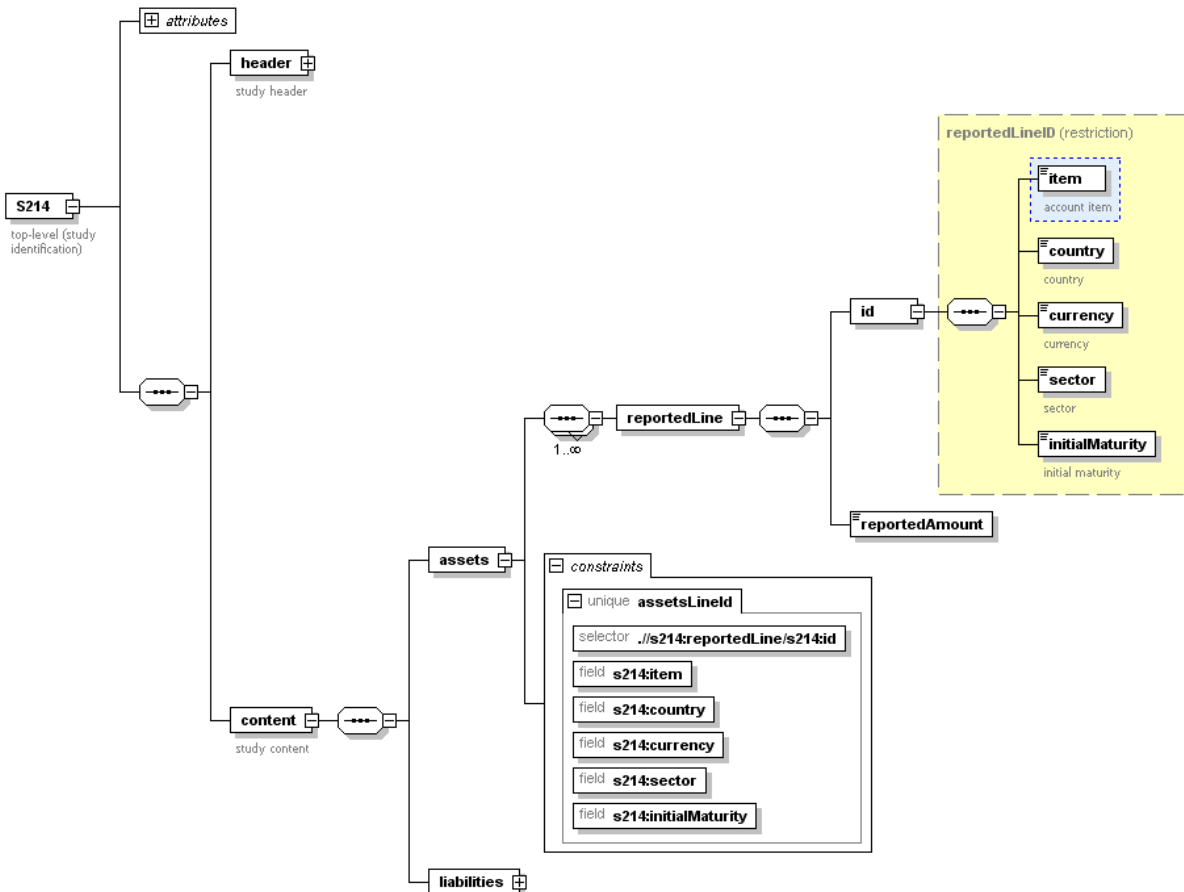 attributes
header
study header
reportedLineID (restriction)
item
account item
S214
top-level (study
identification)
country
country
id
currency
currency
sector
sector
reportedLine
1..∞
initialMaturity
initial maturity
reportedAmount
assets
constraints
unique assetsLineId
selector .//s214:reportedLine/s214:id
field s214:item
field s214:country
content
study content
field s214:currency
field s214:sector
field s214:initialMaturity
liabilities